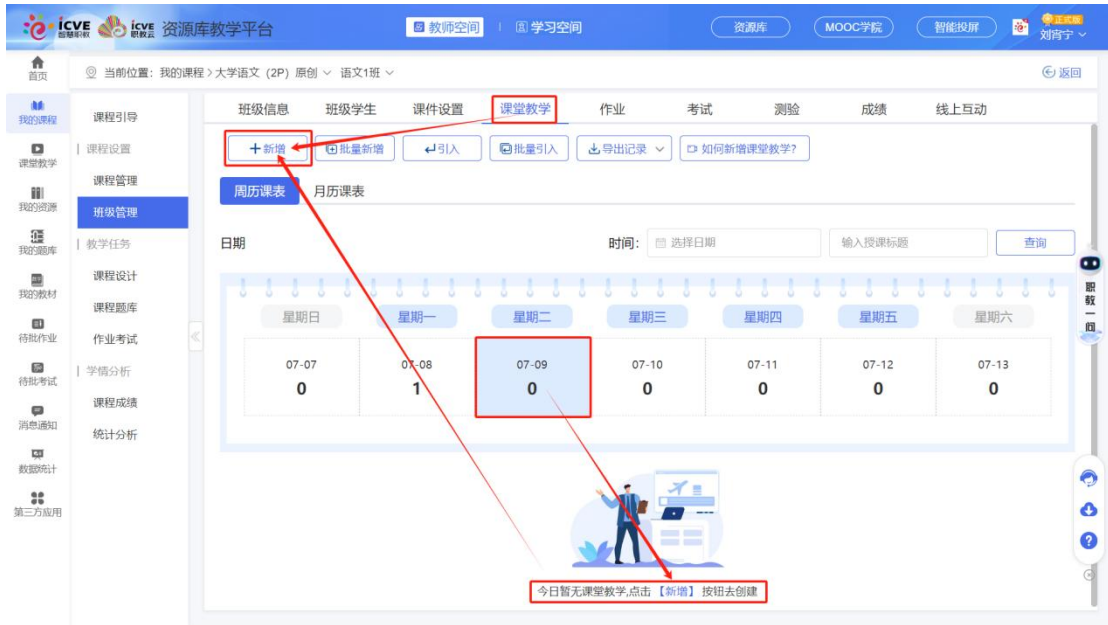 icve 智慧职教 icve 职教云 资源库教学平台 教师空间 学习空间 资源库 MOOC学院 智能投屏 正式版 刘宵宁
首页 当前位置：我的课程 > 大学语文（2P）原创 语文1班 返回
我的课程
课堂教学
我的资源
我的题库
我的教材
待批作业
待批考试
消息通知
数据统计
第三方应用
课程引导
课程设置
课程管理
班级管理
教学任务
课程设计
课程题库
作业考试
学情分析
课程成绩
统计分析
班级信息 班级学生 课件设置 课堂教学 作业 考试 测验 成绩 线上互动
+新增 批量新增 引入 批量引入 导出记录 如何新增课堂教学?
周历课表 月历课表
日期 时间： 选择日期 输入授课标题 查询
星期日 星期一 星期二 星期三 星期四 星期五 星期六
07-07 07-08 07-09 07-10 07-11 07-12 07-13
0 1 0 0 0 0 0
今日暂无课堂教学,点击【新增】按钮去创建
职教一问